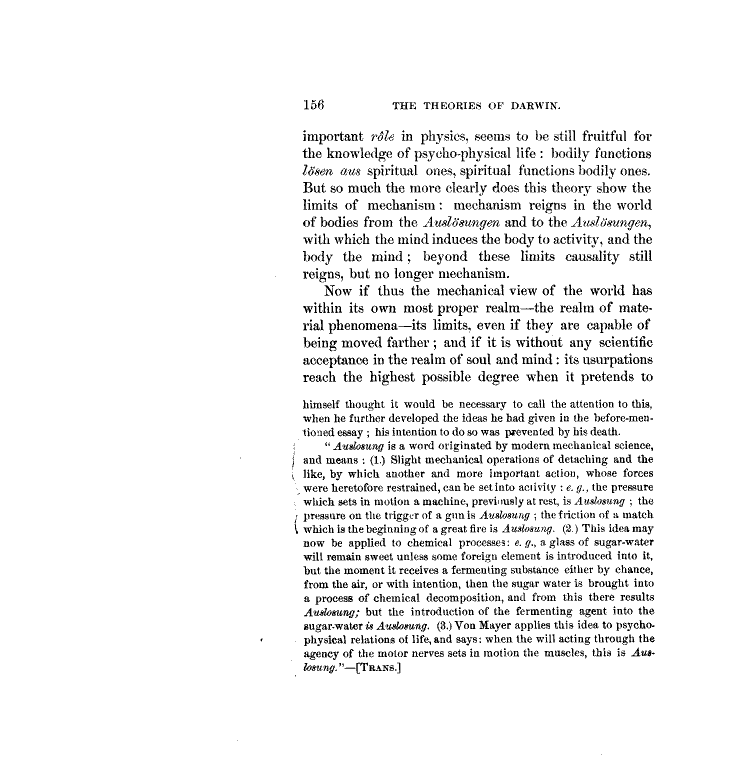 156 THE THEORIES OF DARWIN.
important rôle in physics, seems to be still fruitful for
the knowledge of psycho-physical life : bodily functions
lösen aus spiritual ones, spiritual functions bodily ones.
But so much the more clearly does this theory show the
limits of mechanism : mechanism reigns in the world
of bodies from the Auslösungen and to the Auslösungen,
with which the mind induces the body to activity, and the
body the mind ; beyond these limits causality still
reigns, but no longer mechanism.
Now if thus the mechanical view of the world has
within its own most proper realm—the realm of mate-
rial phenomena—its limits, even if they are capable of
being moved farther ; and if it is without any scientific
acceptance in the realm of soul and mind : its usurpations
reach the highest possible degree when it pretends to
himself thought it would be necessary to call the attention to this,
when he further developed the ideas he had given in the before-men-
tioned essay ; his intention to do so was prevented by his death.
" Auslosung is a word originated by modern mechanical science,
and means : (1.) Slight mechanical operations of detaching and the
like, by which another and more important action, whose forces
were heretofore restrained, can be set into activity : e. g., the pressure
which sets in motion a machine, previously at rest, is Auslosung ; the
pressure on the trigger of a gun is Auslosung ; the friction of a match
which is the beginning of a great fire is Auslosung. (2.) This idea may
now be applied to chemical processes: e. g., a glass of sugar-water
will remain sweet unless some foreign element is introduced into it,
but the moment it receives a fermenting substance either by chance,
from the air, or with intention, then the sugar water is brought into
a process of chemical decomposition, and from this there results
Auslosung; but the introduction of the fermenting agent into the
sugar-water is Auslosung. (3.) Von Mayer applies this idea to psycho-
physical relations of life, and says: when the will acting through the
agency of the motor nerves sets in motion the muscles, this is Aus-
losung."—[TRANS.]